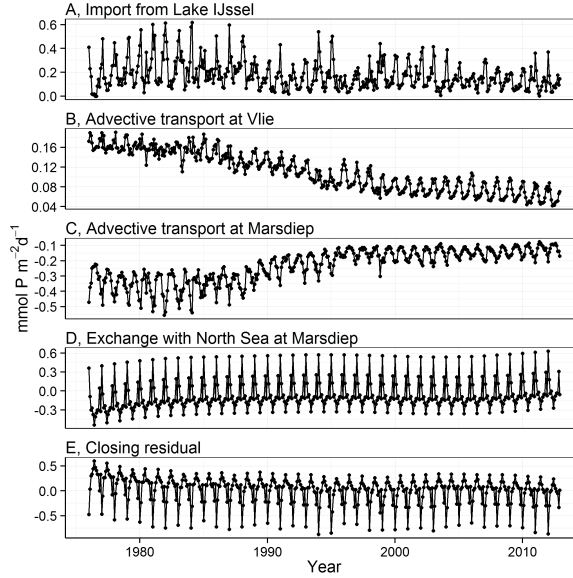 A, Import from Lake IJssel
0.6
0.4
0.2
0.0
B, Advective transport at Vlie
0.16
0.12
0.08
0.04
C, Advective transport at Marsdiep
-0.1
-0.2
-0.3
-0.4
-0.5
mmol P m⁻²d⁻¹
D, Exchange with North Sea at Marsdiep
0.6
0.3
0.0
-0.3
E, Closing residual
0.5
0.0
-0.5
1980 1990 2000 2010
Year